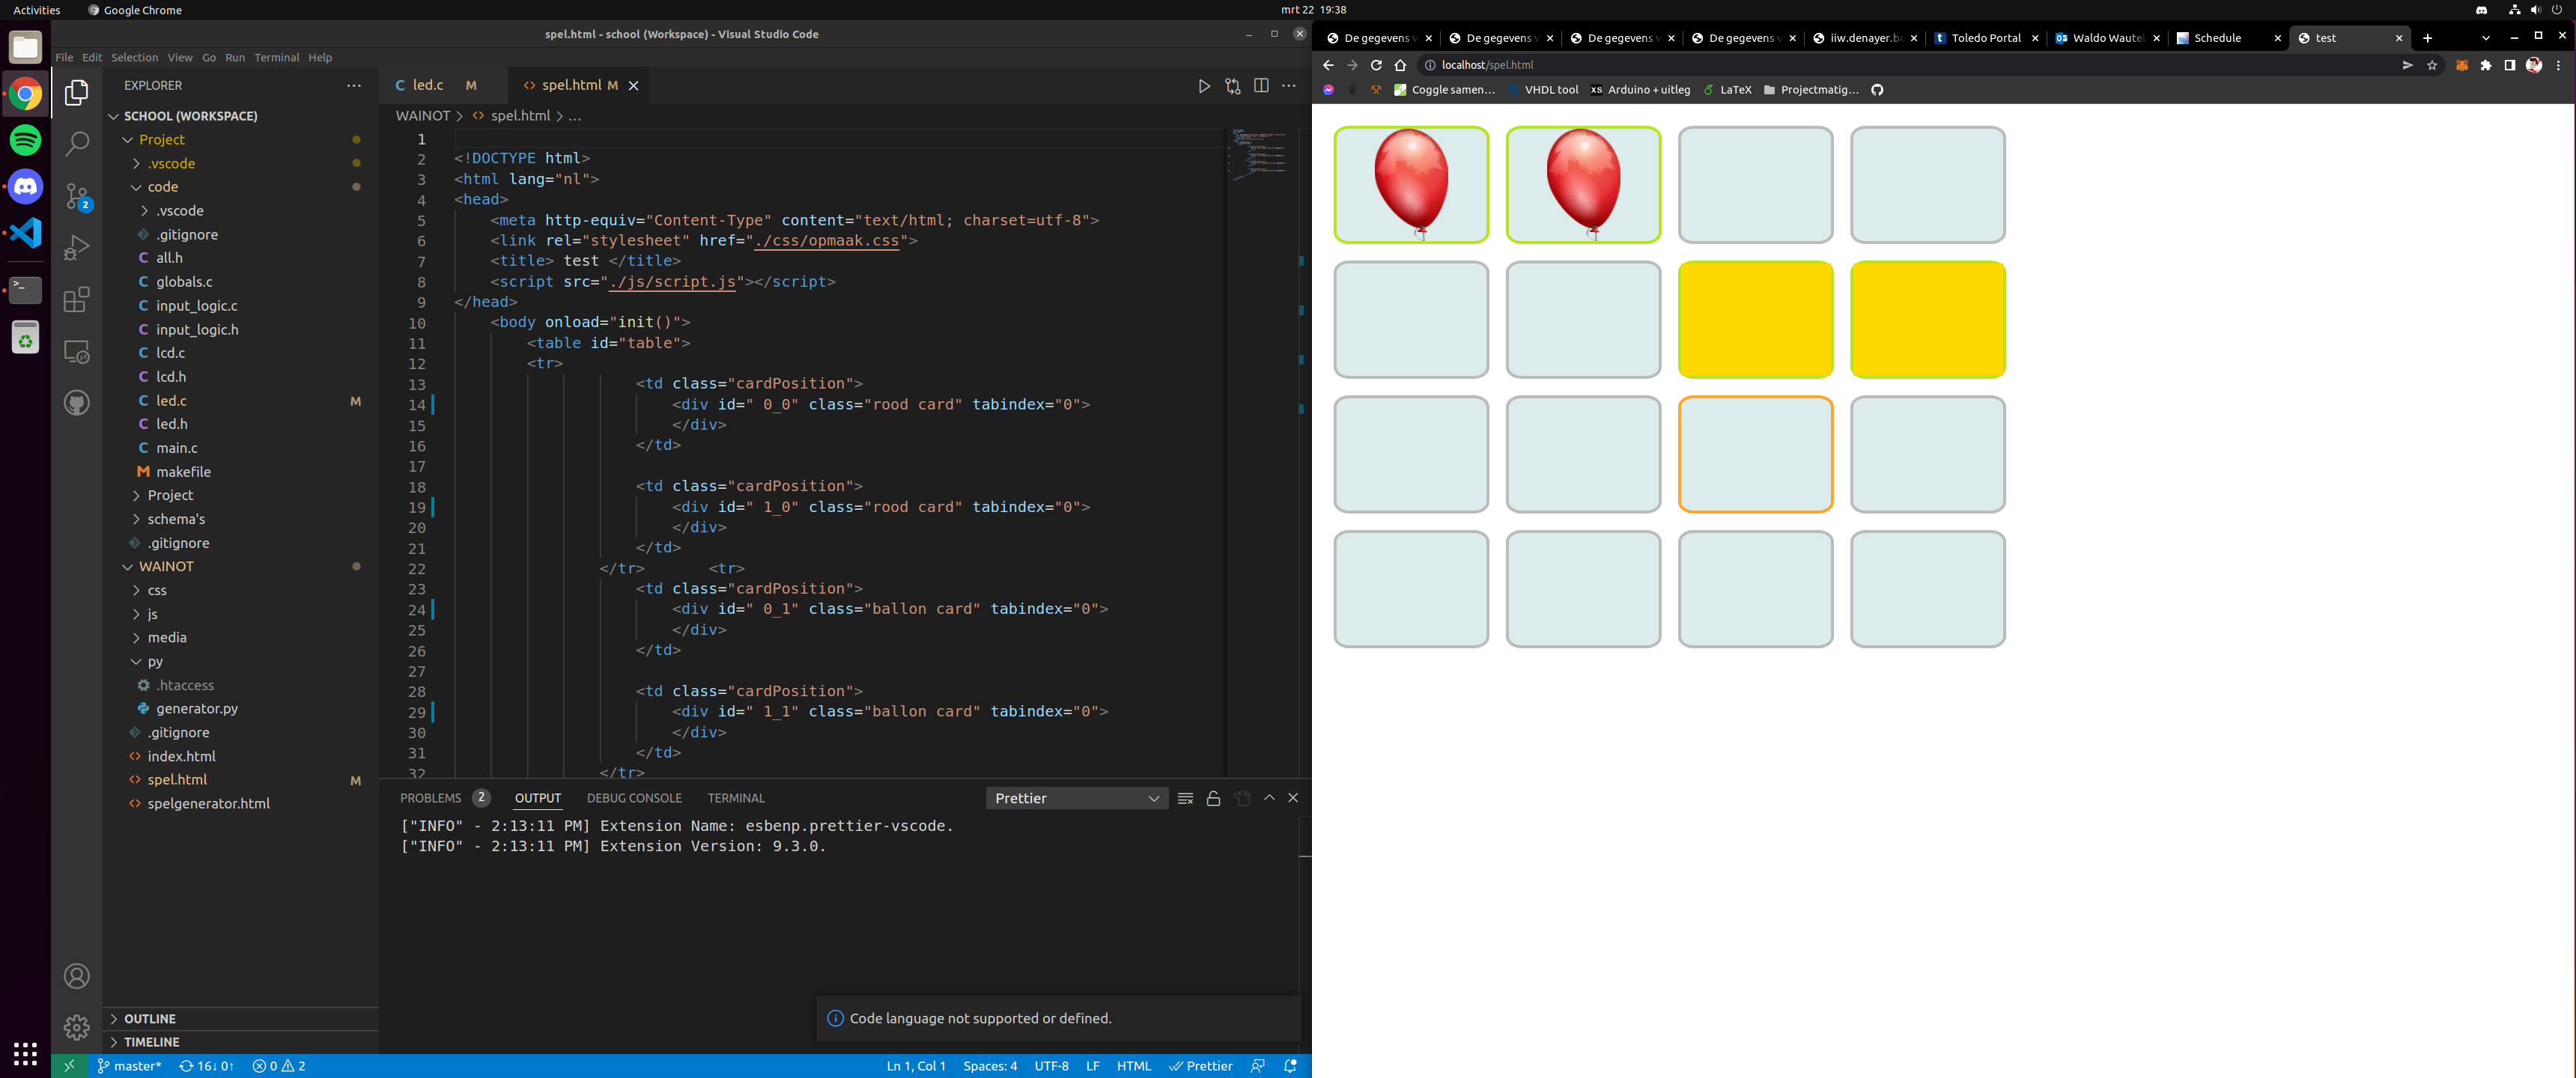 Activities
Google Chrome
mrt 22 19:38
spel.html - school (Workspace) - Visual Studio Code
File Edit Selection View Go Run Terminal Help
EXPLORER
SCHOOL (WORKSPACE)
Project
.vscode
code
.vscode
.gitignore
all.h
globals.c
input_logic.c
input_logic.h
lcd.c
lcd.h
led.c M
led.h
main.c
makefile
Project
schema's
.gitignore
WAINOT
css
js
media
py
.htaccess
generator.py
.gitignore
index.html
spel.html M
spelgenerator.html
OUTLINE
TIMELINE
2
led.c M
spel.html M
WAINOT > spel.html > ...
1
2 <!DOCTYPE html>
3 <html lang="nl">
4 <head>
5 <meta http-equiv="Content-Type" content="text/html; charset=utf-8">
6 <link rel="stylesheet" href="./css/opmaak.css">
7 <title> test </title>
8 <script src="./js/script.js"></script>
9 </head>
10 <body onload="init()">
11 <table id="table">
12 <tr>
13 <td class="cardPosition">
14 <div id=" 0_0" class="rood card" tabindex="0">
15 </div>
16 </td>
17
18 <td class="cardPosition">
19 <div id=" 1_0" class="rood card" tabindex="0">
20 </div>
21 </td>
22 </tr> <tr>
23 <td class="cardPosition">
24 <div id=" 0_1" class="ballon card" tabindex="0">
25 </div>
26 </td>
27
28 <td class="cardPosition">
29 <div id=" 1_1" class="ballon card" tabindex="0">
30 </div>
31 </td>
32 </tr>
PROBLEMS 2 OUTPUT DEBUG CONSOLE TERMINAL
Prettier
["INFO" - 2:13:11 PM] Extension Name: esbenp.prettier-vscode.
["INFO" - 2:13:11 PM] Extension Version: 9.3.0.
Code language not supported or defined.
master* 16↓ 0↑ 0 2
Ln 1, Col 1 Spaces: 4 UTF-8 LF HTML Prettier
De gegevens v
De gegevens v
De gegevens v
De gegevens v
iiw.denayer.be
Toledo Portal
Waldo Wautel
Schedule
test
localhost/spel.html
Coggle samen...
VHDL tool
Arduino + uitleg
LaTeX
Projectmatig...